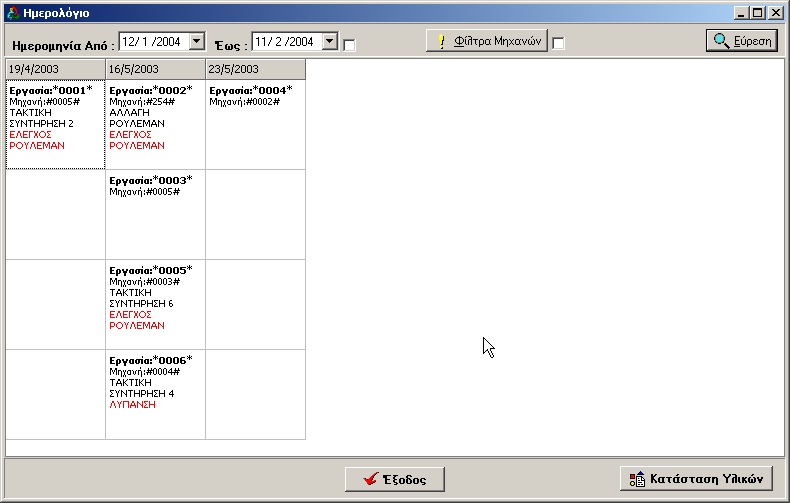 Ημερολόγιο
Ημερομηνία Από : 12/ 1 /2004 Έως : 11/ 2 /2004 ! Φίλτρα Μηχανών Εύρεση
19/4/2003 16/5/2003 23/5/2003
Εργασία:*0001*
Μηχανή:#0005#
ΤΑΚΤΙΚΗ
ΣΥΝΤΗΡΗΣΗ 2
ΕΛΕΓΧΟΣ
ΡΟΥΛΕΜΑΝ
Εργασία:*0002*
Μηχανή:#254#
ΑΛΛΑΓΗ
ΡΟΥΛΕΜΑΝ
ΕΛΕΓΧΟΣ
ΡΟΥΛΕΜΑΝ
Εργασία:*0004*
Μηχανή:#0002#
Εργασία:*0003*
Μηχανή:#0005#
Εργασία:*0005*
Μηχανή:#0003#
ΤΑΚΤΙΚΗ
ΣΥΝΤΗΡΗΣΗ 6
ΕΛΕΓΧΟΣ
ΡΟΥΛΕΜΑΝ
Εργασία:*0006*
Μηχανή:#0004#
ΤΑΚΤΙΚΗ
ΣΥΝΤΗΡΗΣΗ 4
ΛΥΠΑΝΣΗ
Έξοδος Κατάσταση Υλικών